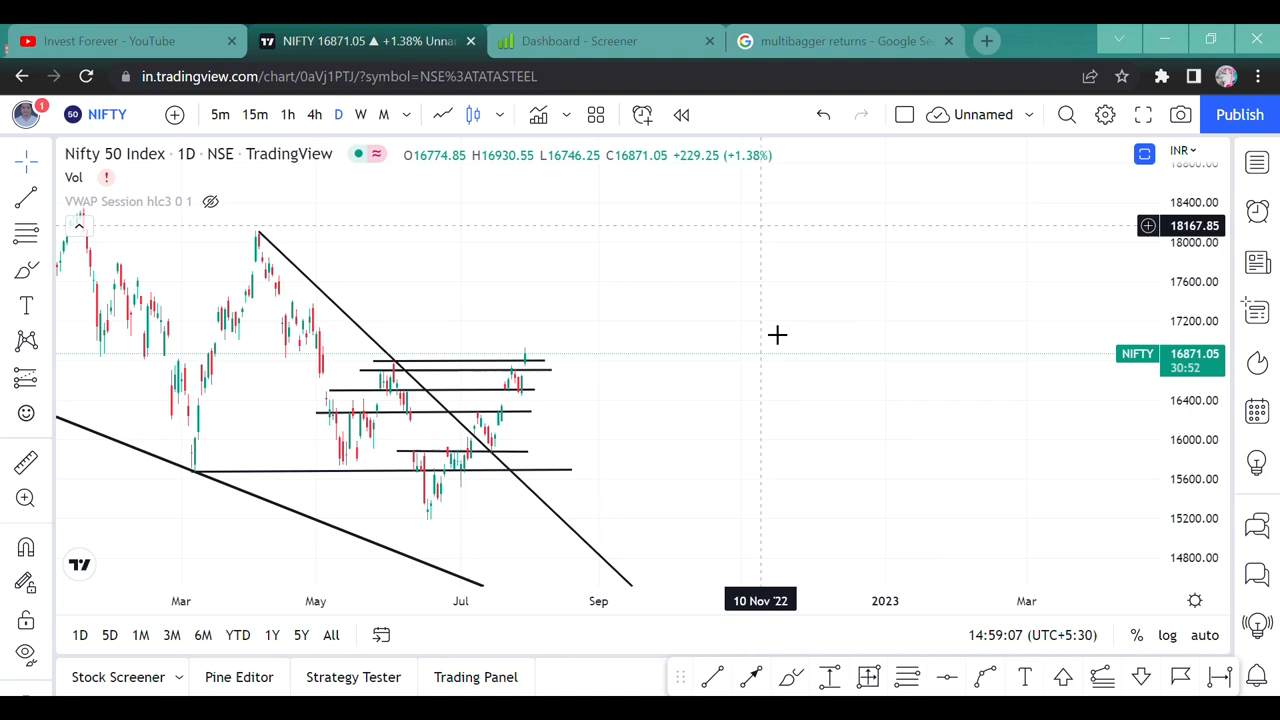 Invest Forever - YouTube
NIFTY 16871.05 ▲ +1.38% Unnar
Dashboard - Screener
multibagger returns - Google Se
in.tradingview.com/chart/0aVj1PTJ/?symbol=NSE%3ATATASTEEL
1
50 NIFTY 5m 15m 1h 4h D W M Unnamed Publish
Nifty 50 Index · 1D · NSE · TradingView O16774.85 H16930.55 L16746.25 C16871.05 +229.25 (+1.38%)
INR
Vol !
VWAP Session hlc3 0 1
18800.00
18400.00
18167.85
18000.00
17600.00
17200.00
NIFTY 16871.05
30:52
16400.00
16000.00
15600.00
15200.00
14800.00
Mar May Jul Sep 10 Nov '22 2023 Mar
1D 5D 1M 3M 6M YTD 1Y 5Y All 14:59:07 (UTC+5:30) % log auto
Stock Screener Pine Editor Strategy Tester Trading Panel